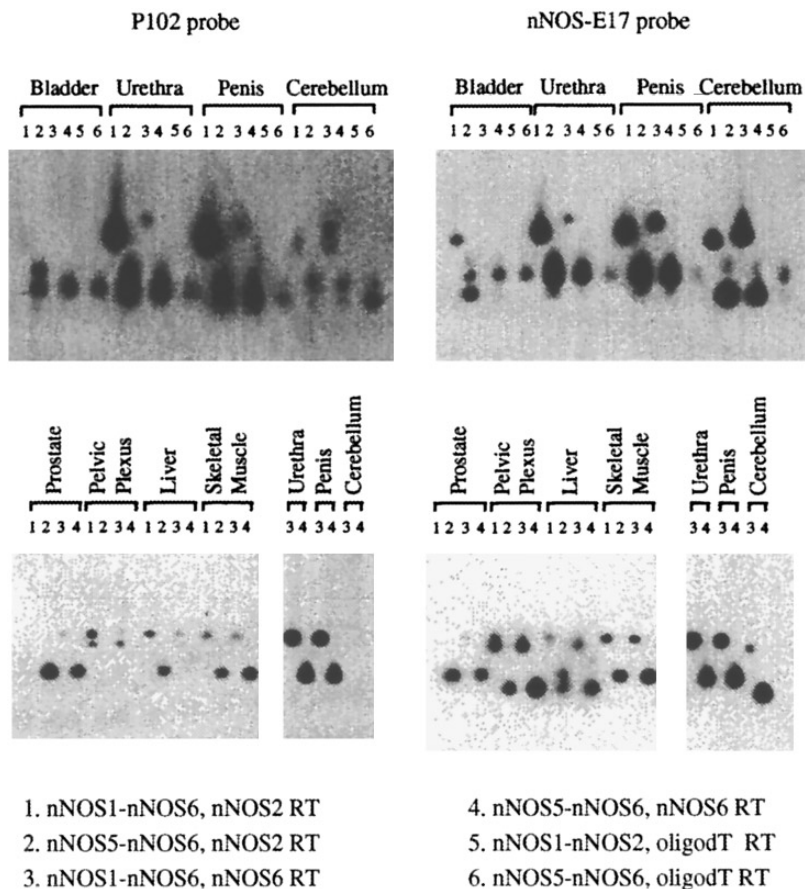 P102 probe
nNOS-E17 probe
Bladder Urethra Penis Cerebellum
1 2 3 4 5 6 1 2 3 4 5 6 1 2 3 4 5 6 1 2 3 4 5 6
Bladder Urethra Penis Cerebellum
1 2 3 4 5 6 1 2 3 4 5 6 1 2 3 4 5 6 1 2 3 4 5 6
Prostate
Pelvic
Plexus
Liver
Skeletal
Muscle
Urethra
Penis
Cerebellum
1 2 3 4 1 2 3 4 1 2 3 4 1 2 3 4 3 4 3 4 3 4
Prostate
Pelvic
Plexus
Liver
Skeletal
Muscle
Urethra
Penis
Cerebellum
1 2 3 4 1 2 3 4 1 2 3 4 1 2 3 4 3 4 3 4 3 4
1. nNOS1-nNOS6, nNOS2 RT
2. nNOS5-nNOS6, nNOS2 RT
3. nNOS1-nNOS6, nNOS6 RT
4. nNOS5-nNOS6, nNOS6 RT
5. nNOS1-nNOS2, oligodT RT
6. nNOS5-nNOS6, oligodT RT